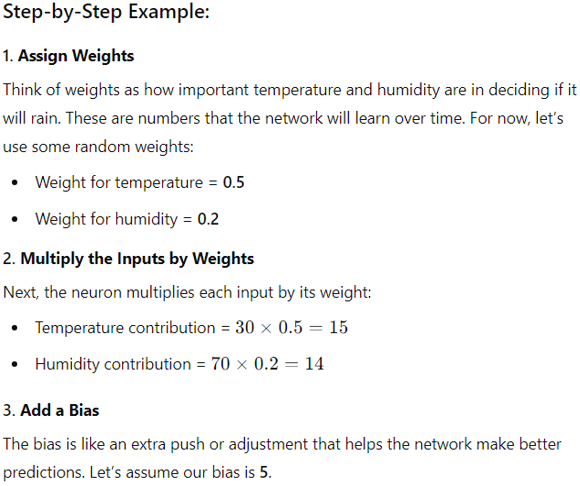 Step-by-Step Example:
1. Assign Weights
Think of weights as how important temperature and humidity are in deciding if it
will rain. These are numbers that the network will learn over time. For now, let's
use some random weights:
• Weight for temperature = 0.5
• Weight for humidity = 0.2
2. Multiply the Inputs by Weights
Next, the neuron multiplies each input by its weight:
• Temperature contribution = 30 × 0.5 = 15
• Humidity contribution = 70 × 0.2 = 14
3. Add a Bias
The bias is like an extra push or adjustment that helps the network make better
predictions. Let's assume our bias is 5.